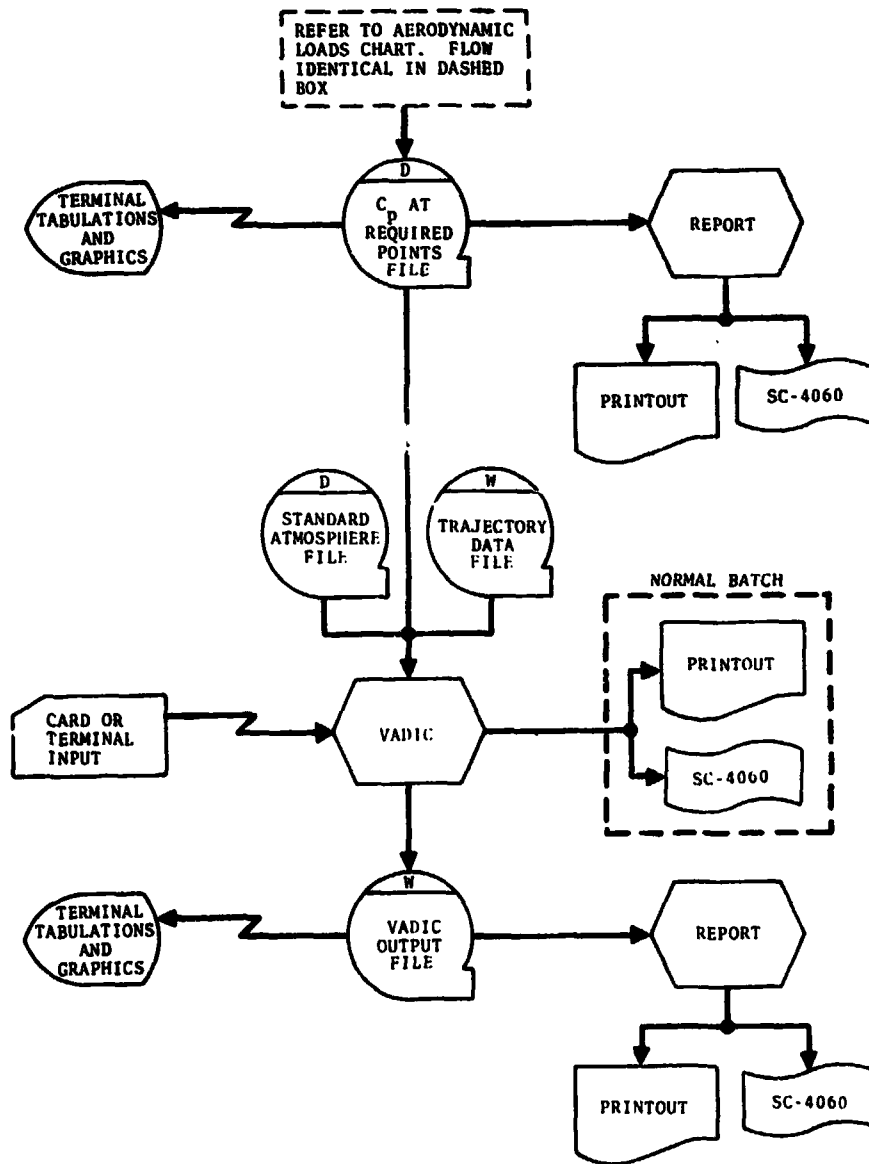 REFER TO AERODYNAMIC
LOADS CHART. FLOW
IDENTICAL IN DASHED
BOX
D
Cp AT
REQUIRED
POINTS
FILE
TERMINAL
TABULATIONS
AND
GRAPHICS
REPORT
PRINTOUT
SC-4060
D
STANDARD
ATMOSPHERE
FILE
W
TRAJECTORY
DATA
FILE
NORMAL BATCH
PRINTOUT
SC-4060
CARD OR
TERMINAL
INPUT
VADIC
W
VADIC
OUTPUT
FILE
TERMINAL
TABULATIONS
AND
GRAPHICS
REPORT
PRINTOUT
SC-4060